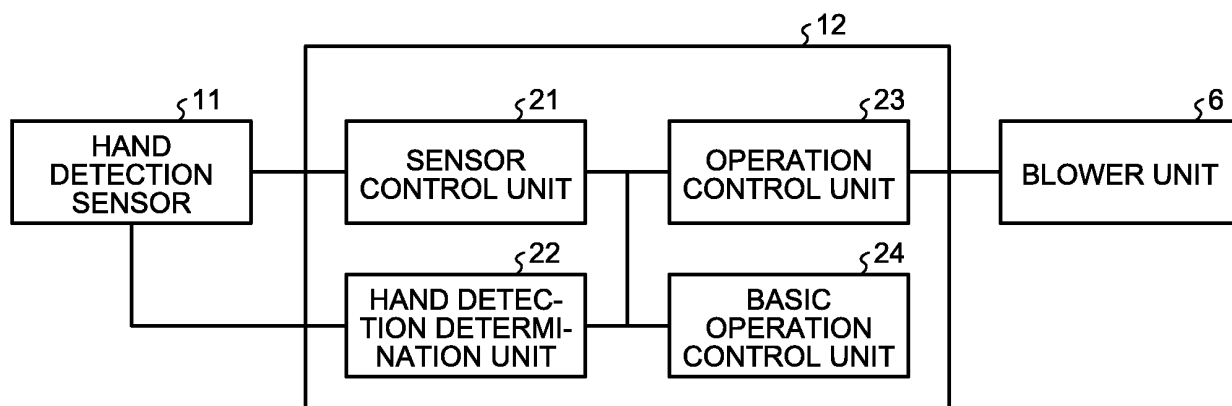 12
11
HAND
DETECTION
SENSOR
21
SENSOR
CONTROL UNIT
23
OPERATION
CONTROL UNIT
6
BLOWER UNIT
22
HAND DETEC-
TION DETERMI-
NATION UNIT
24
BASIC
OPERATION
CONTROL UNIT